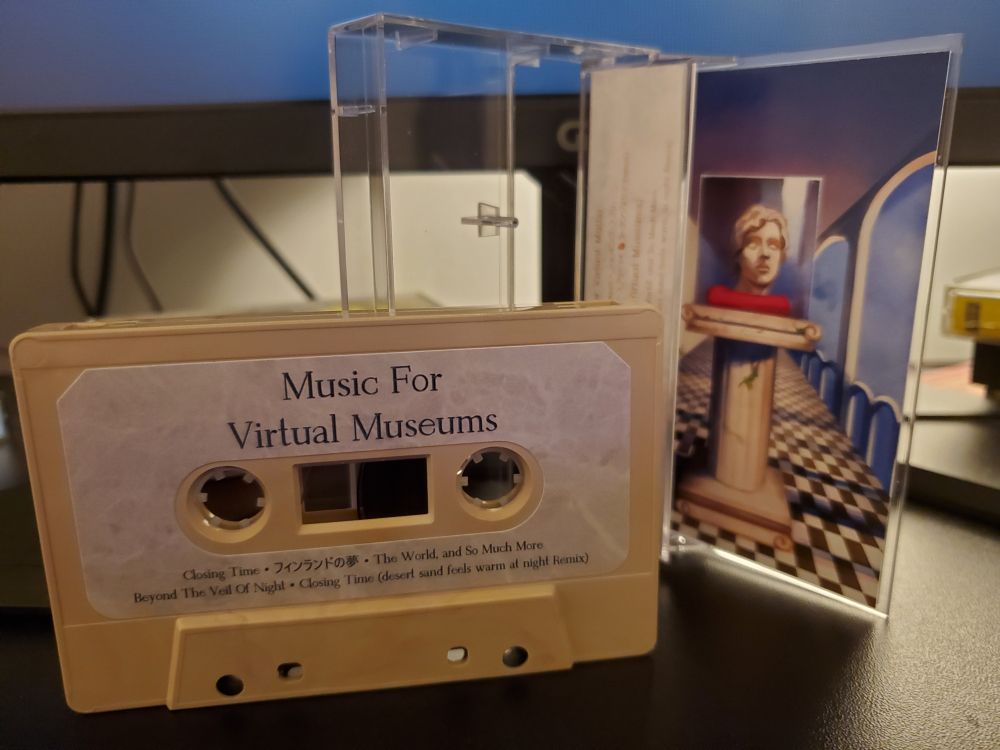 Music For
Virtual Museums
Closing Time • フィンランドの夢 • The World, and So Much More
Beyond The Veil Of Night • Closing Time (desert sand feels warm at night Remix)